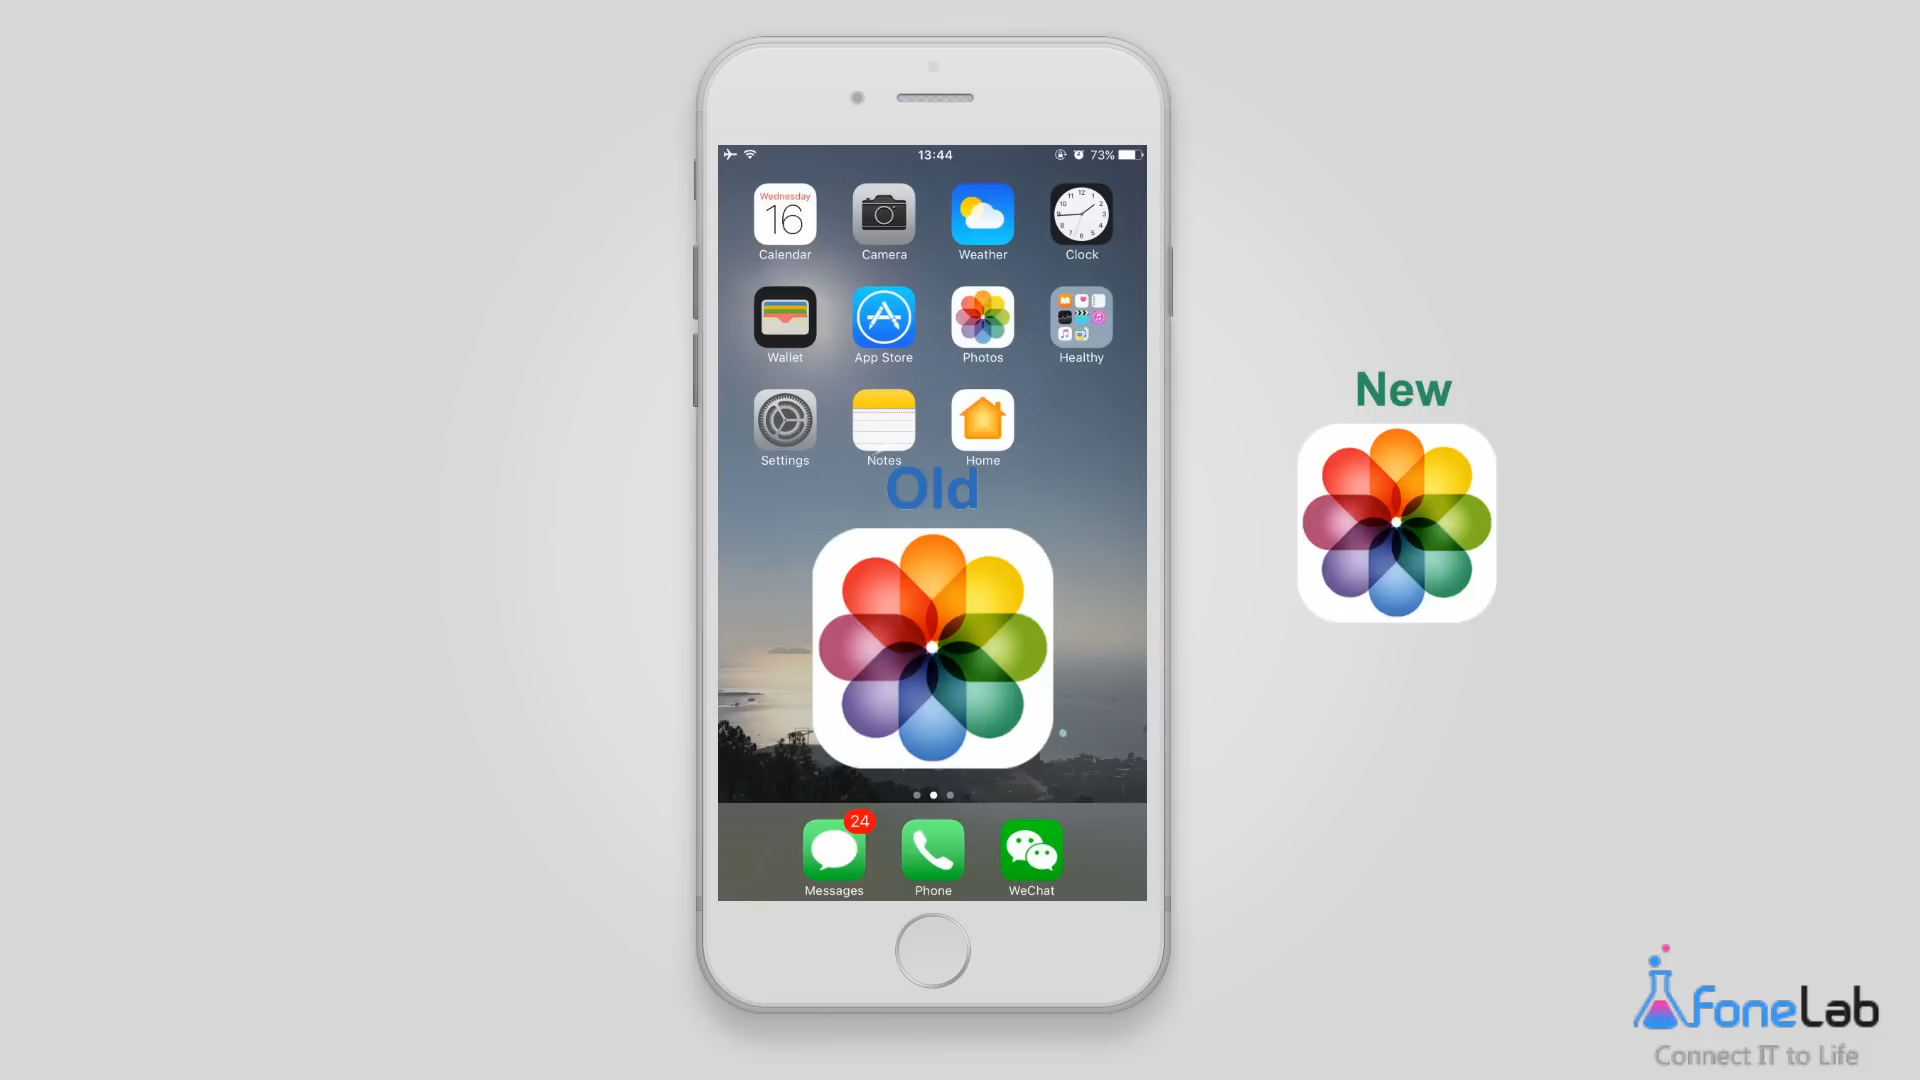 13:44
73%
Wednesday
16
Calendar
Camera
Weather
Clock
Wallet
App Store
Photos
Healthy
Settings
Notes
Home
Old
New
24
Messages
Phone
WeChat
FoneLab
Connect IT to Life